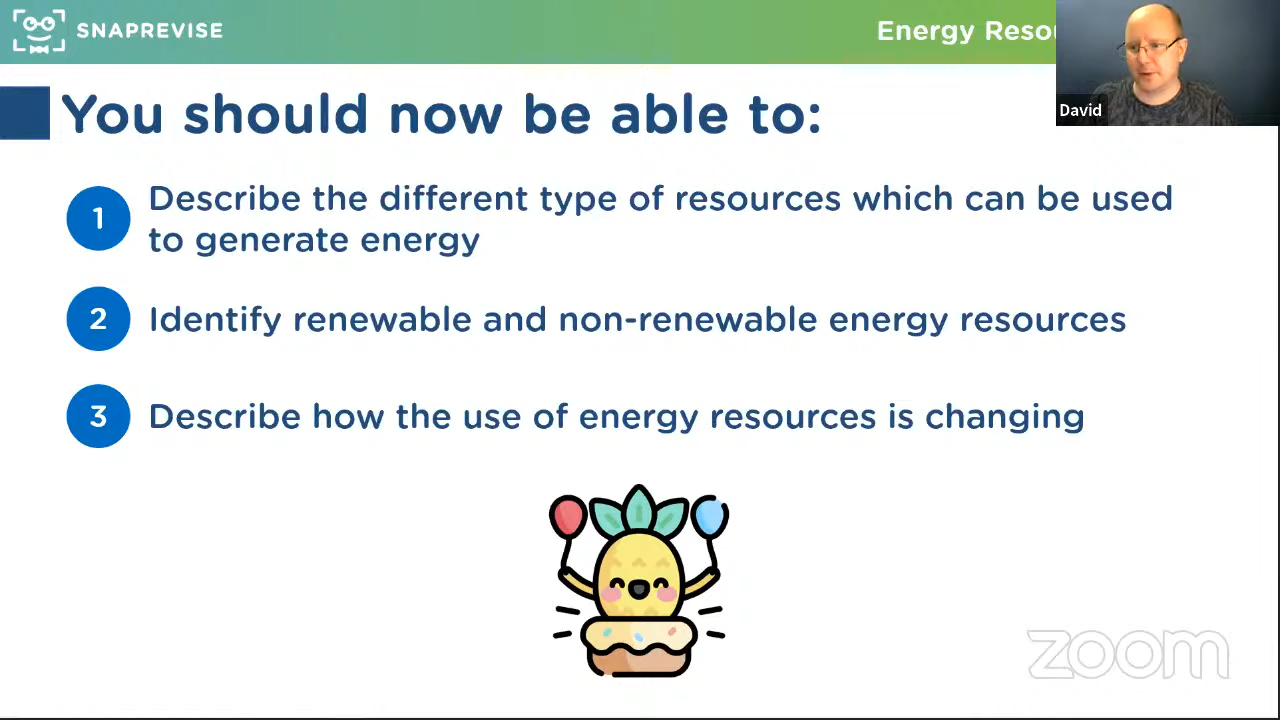 SNAPREVISE
Energy Resou
David
You should now be able to:
1
Describe the different type of resources which can be used
to generate energy
2
Identify renewable and non-renewable energy resources
3
Describe how the use of energy resources is changing
zoom